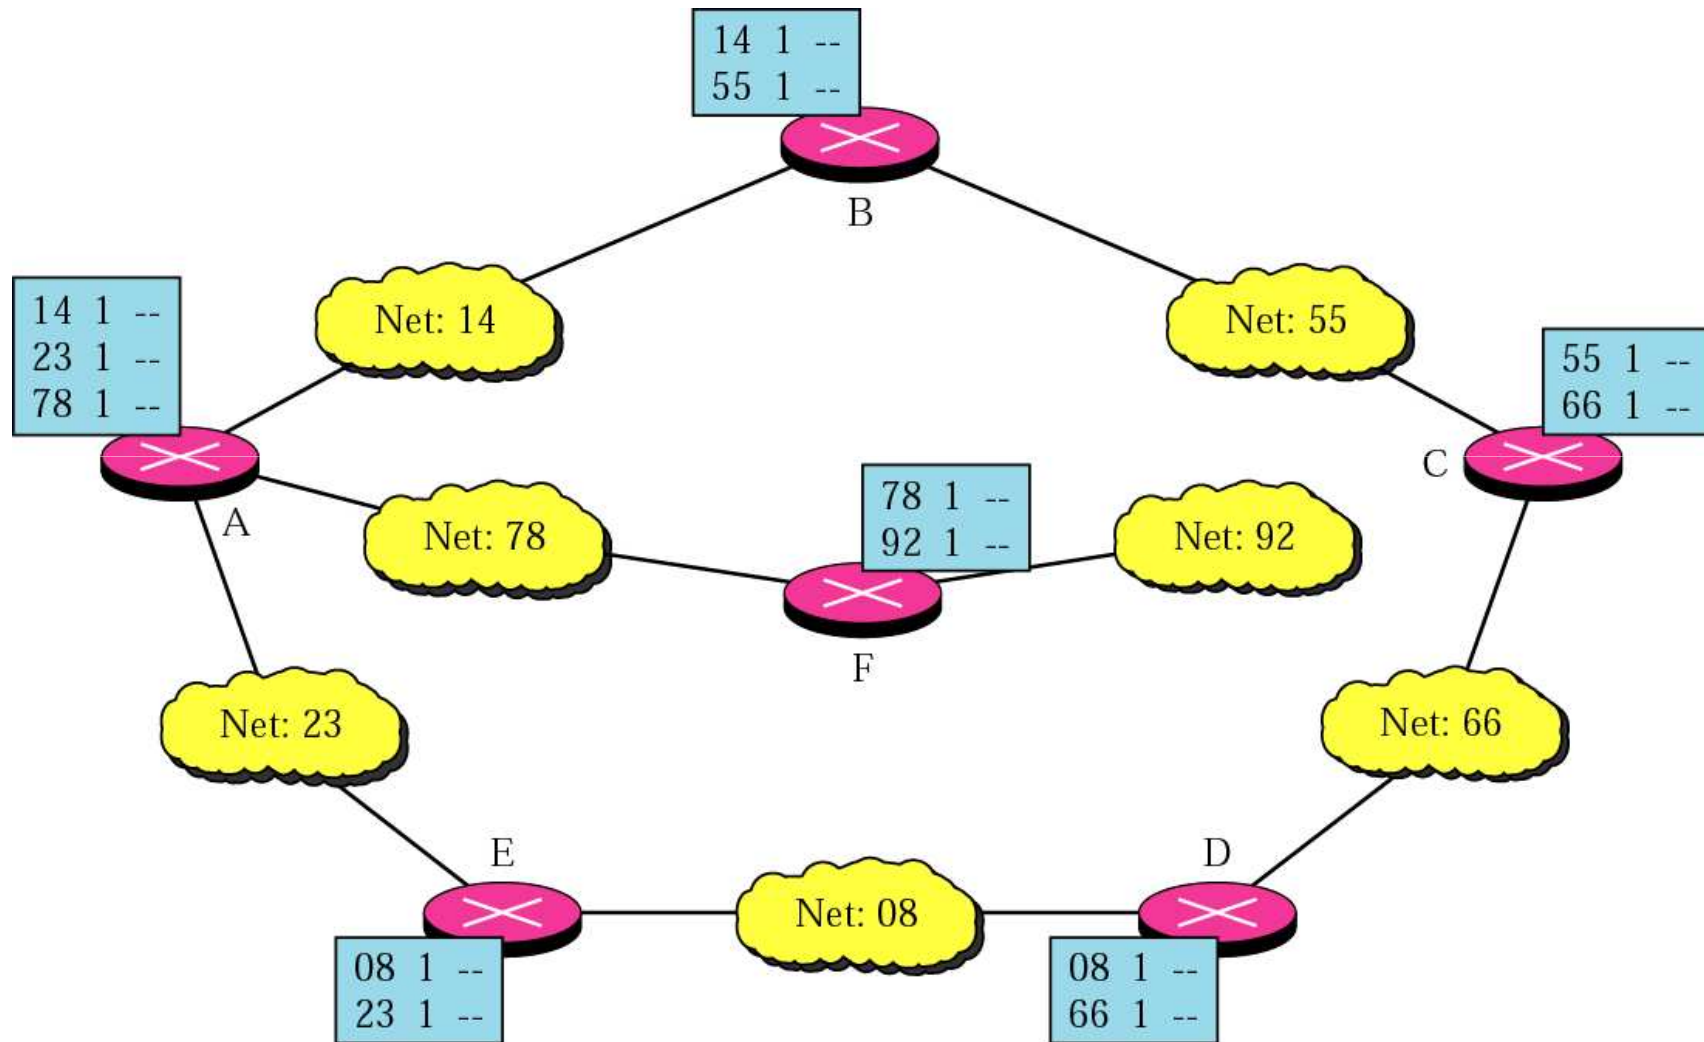 14 1 --
55 1 --
B
14 1 --
23 1 --
78 1 --
Net: 14
Net: 55
55 1 --
66 1 --
A
C
Net: 78
78 1 --
92 1 --
Net: 92
F
Net: 23
Net: 66
E
D
Net: 08
08 1 --
23 1 --
08 1 --
66 1 --